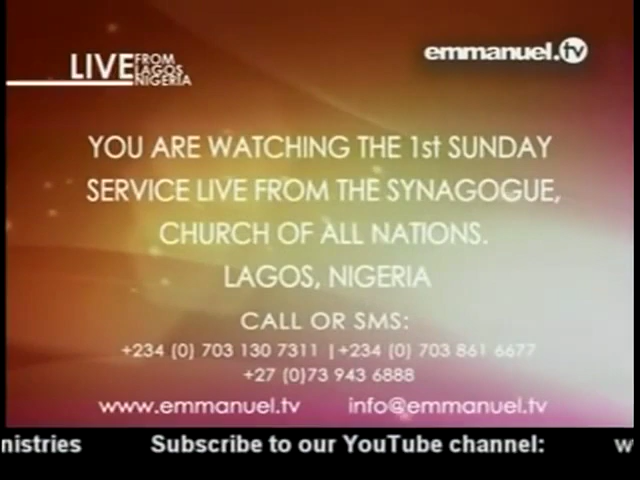 LIVE FROM LAGOS NIGERIA
emmanuel.tv
YOU ARE WATCHING THE 1st SUNDAY
SERVICE LIVE FROM THE SYNAGOGUE,
CHURCH OF ALL NATIONS.
LAGOS, NIGERIA
CALL OR SMS:
+234 (0) 703 130 7311 |+234 (0) 703 861 6677
+27 (0)73 943 6888
www.emmanuel.tv info@emmanuel.tv
nistries Subscribe to our YouTube channel: w